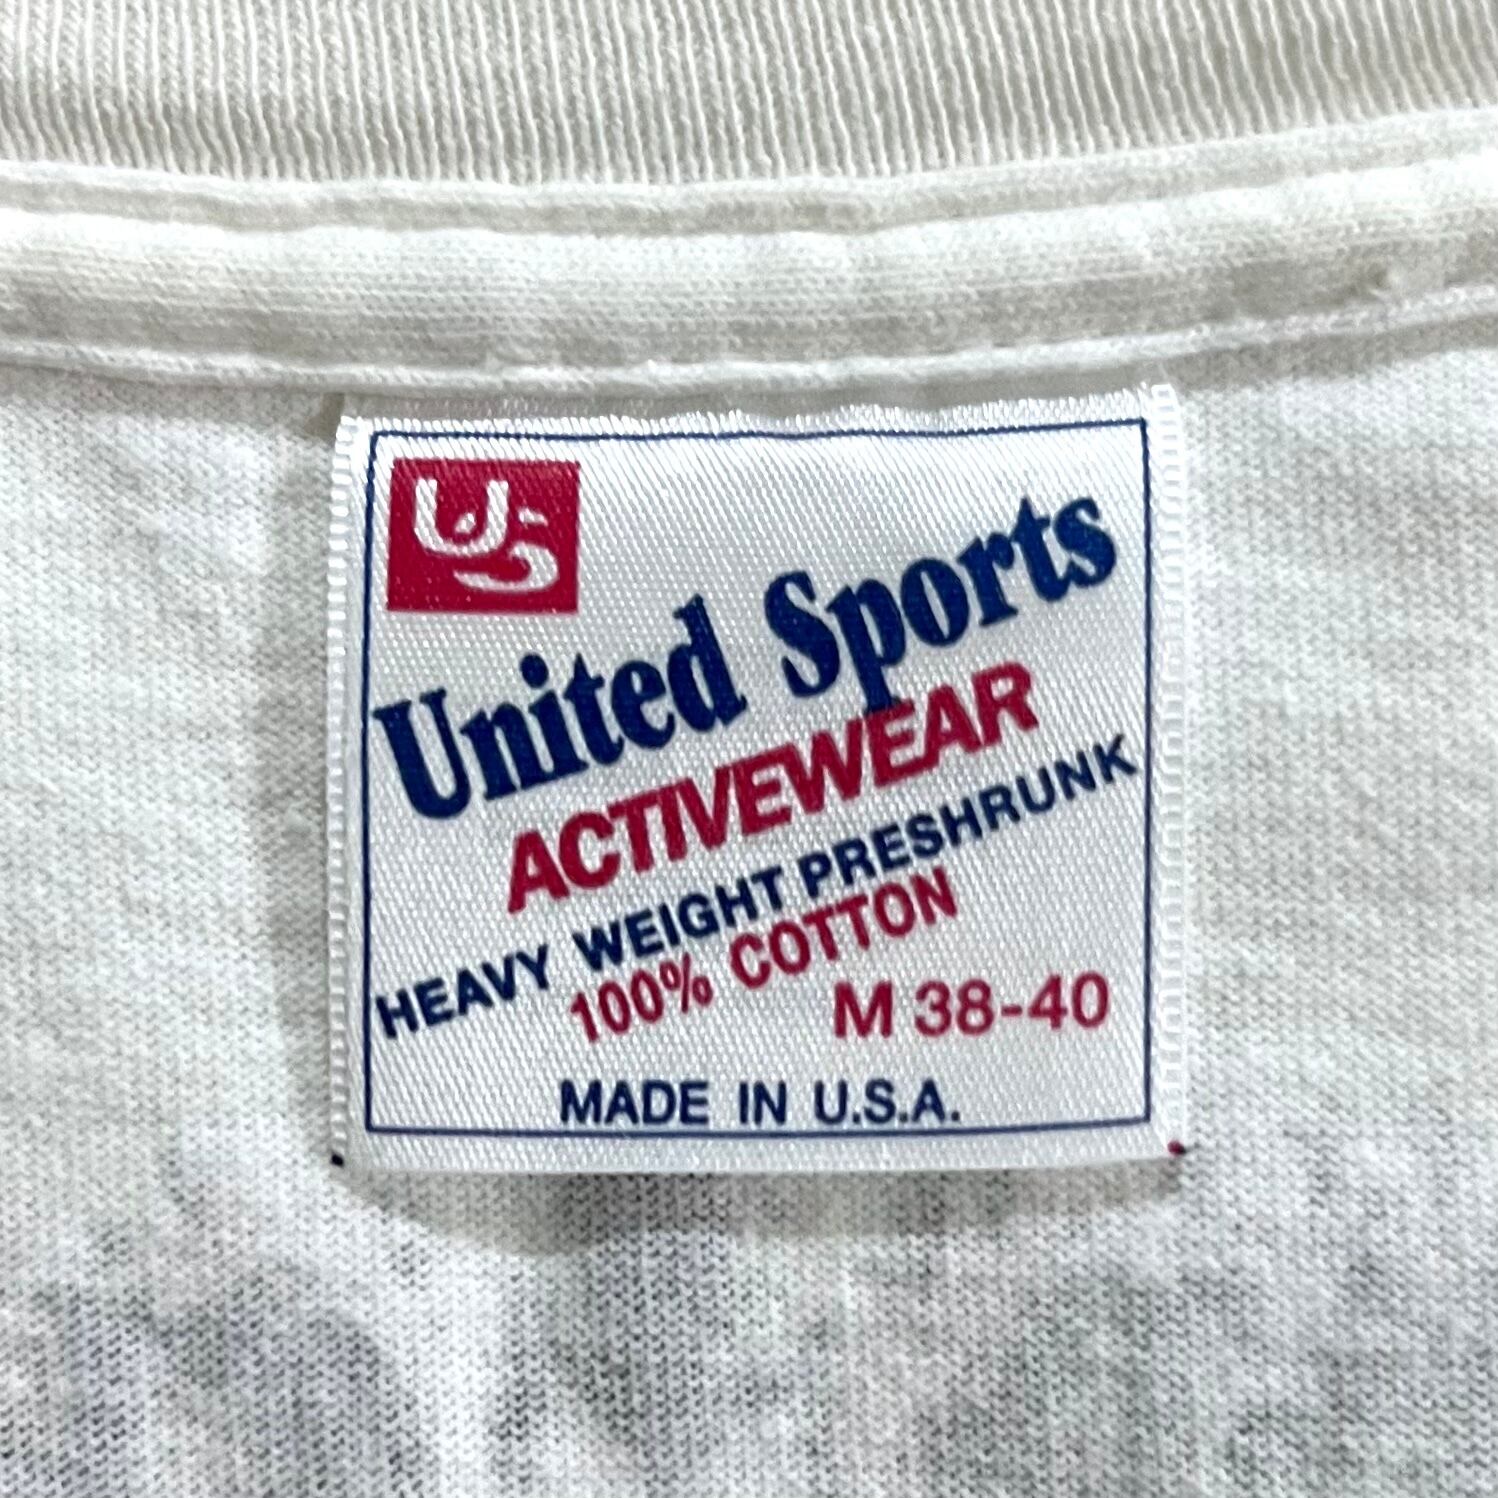 US
United Sports
ACTIVEWEAR
HEAVY WEIGHT PRESHRUNK
100% COTTON
M 38-40
MADE IN U.S.A.